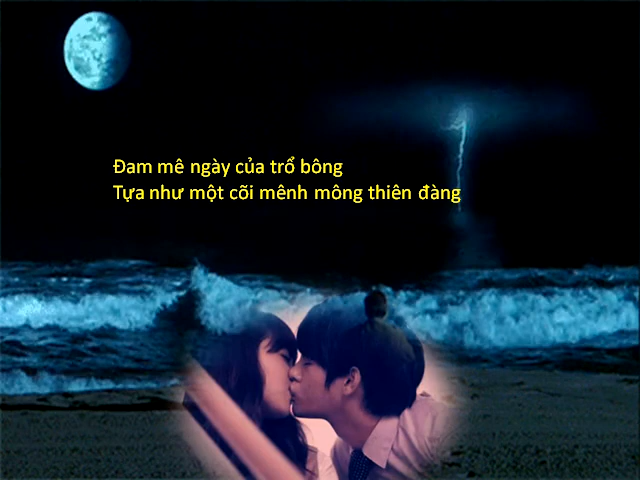 Đam mê ngày của trổ bông
Tựa như một cõi mênh mông thiên đàng